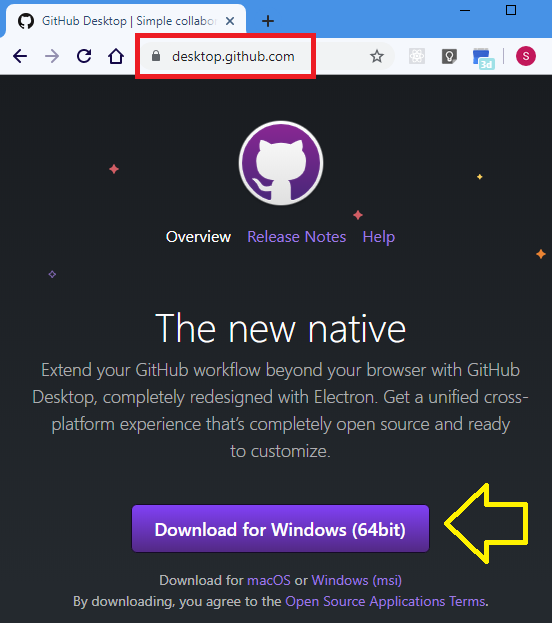 GitHub Desktop | Simple collabor
desktop.github.com
3d
S
Overview Release Notes Help
The new native
Extend your GitHub workflow beyond your browser with GitHub
Desktop, completely redesigned with Electron. Get a unified cross-
platform experience that's completely open source and ready
to customize.
Download for Windows (64bit)
Download for macOS or Windows (msi)
By downloading, you agree to the Open Source Applications Terms.